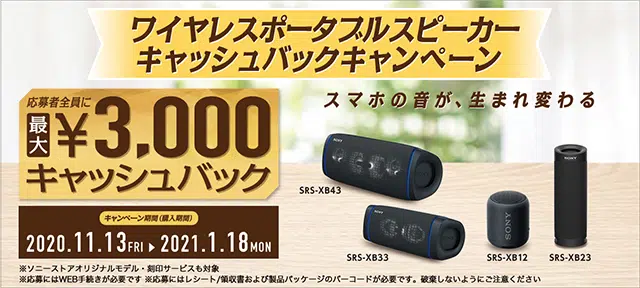 ワイヤレスポータブルスピーカー
キャッシュバックキャンペーン
応募者全員に
最大¥3,000
キャッシュバック
キャンペーン期間(購入期間)
2020.11.13FRI▶2021.1.18MON
スマホの音が、生まれ変わる
SONY
SRS-XB43
SONY
SRS-XB33
SONY
SRS-XB12
SONY
SRS-XB23
※ソニーストアオリジナルモデル・刻印サービスも対象
※応募にはWEB手続きが必要です ※応募にはレシート/領収書および製品パッケージのバーコードが必要です。破棄しないようにご注意ください